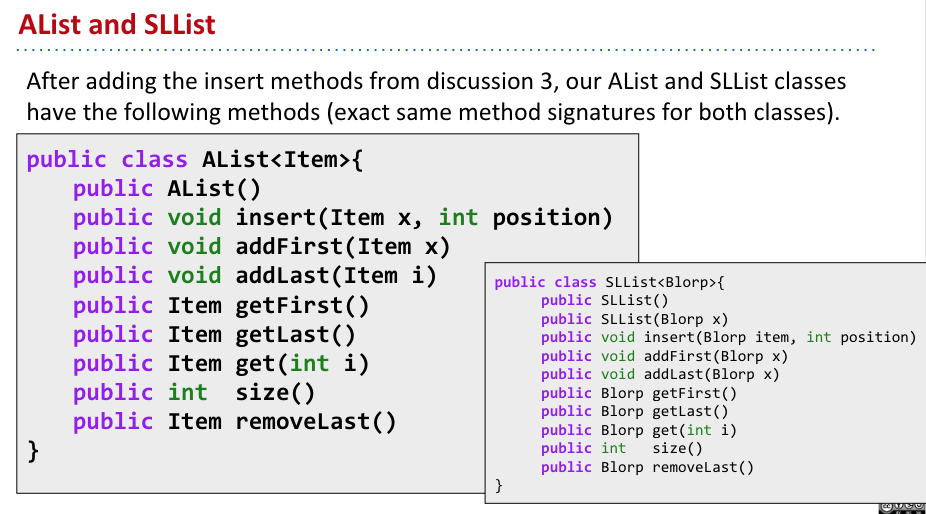 AList and SLList
After adding the insert methods from discussion 3, our AList and SLList classes
have the following methods (exact same method signatures for both classes).
public class AList<Item>{
    public AList()
    public void insert(Item x, int position)
    public void addFirst(Item x)
    public void addLast(Item i)
    public Item getFirst()
    public Item getLast()
    public Item get(int i)
    public int  size()
    public Item removeLast()
}
public class SLList<Blorp>{
    public SLList()
    public SLList(Blorp x)
    public void insert(Blorp item, int position)
    public void addFirst(Blorp x)
    public void addLast(Blorp x)
    public Blorp getFirst()
    public Blorp getLast()
    public Blorp get(int i)
    public int   size()
    public Blorp removeLast()
}